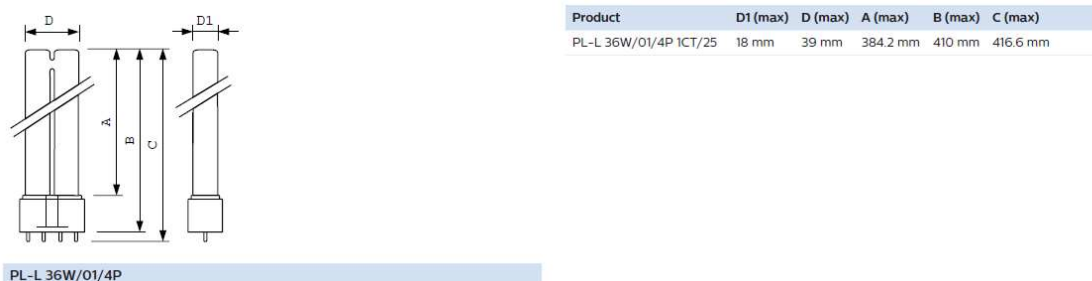 D
D1
A
B
C
PL-L 36W/01/4P
Product D1 (max) D (max) A (max) B (max) C (max)
PL-L 36W/01/4P 1CT/25 18 mm 39 mm 384.2 mm 410 mm 416.6 mm